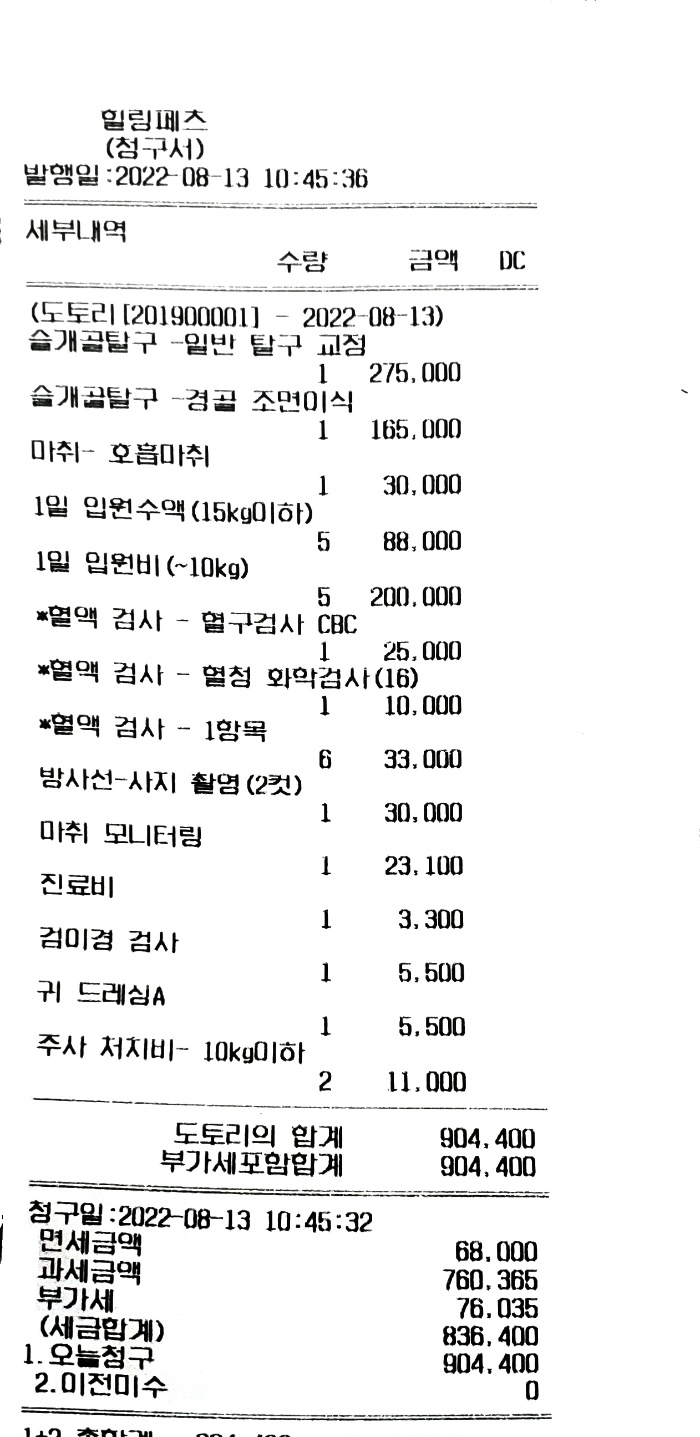 힐링페츠
(청구서)
발행일:2022-08-13 10:45:36
세부내역
수량 금액 DC
(도토리[201900001] - 2022-08-13)
슬개골탈구 -일반 탈구 교정
1 275,000
슬개골탈구 -경골 조면이식
1 165,000
마취- 호흡마취
1 30,000
1일 입원수액(15kg이하)
5 88,000
1일 입원비(~10kg)
5 200,000
*혈액 검사 - 혈구검사 CBC
1 25,000
*혈액 검사 - 혈청 화학검사(16)
1 10,000
*혈액 검사 - 1항목
6 33,000
방사선-사지 촬영(2컷)
1 30,000
마취 모니터링
1 23,100
진료비
1 3,300
검이경 검사
1 5,500
귀 드레싱A
1 5,500
주사 처치비- 10kg이하
2 11,000
도토리의 합계 904,400
부가세포함합계 904,400
청구일:2022-08-13 10:45:32
면세금액 68,000
과세금액 760,365
부가세 76,035
(세금합계) 836,400
1.오늘청구 904,400
2.이전미수 0